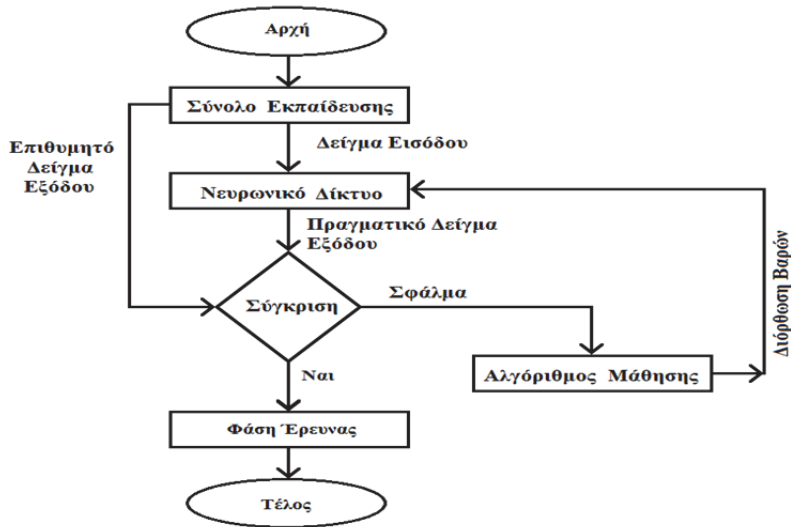 Αρχή
Σύνολο Εκπαίδευσης
Επιθυμητό
Δείγμα
Εξόδου
Δείγμα Εισόδου
Νευρωνικό Δίκτυο
Πραγματικό Δείγμα
Εξόδου
Σύγκριση
Σφάλμα
Διόρθωση Βαρών
Αλγόριθμος Μάθησης
Ναι
Φάση Έρευνας
Τέλος